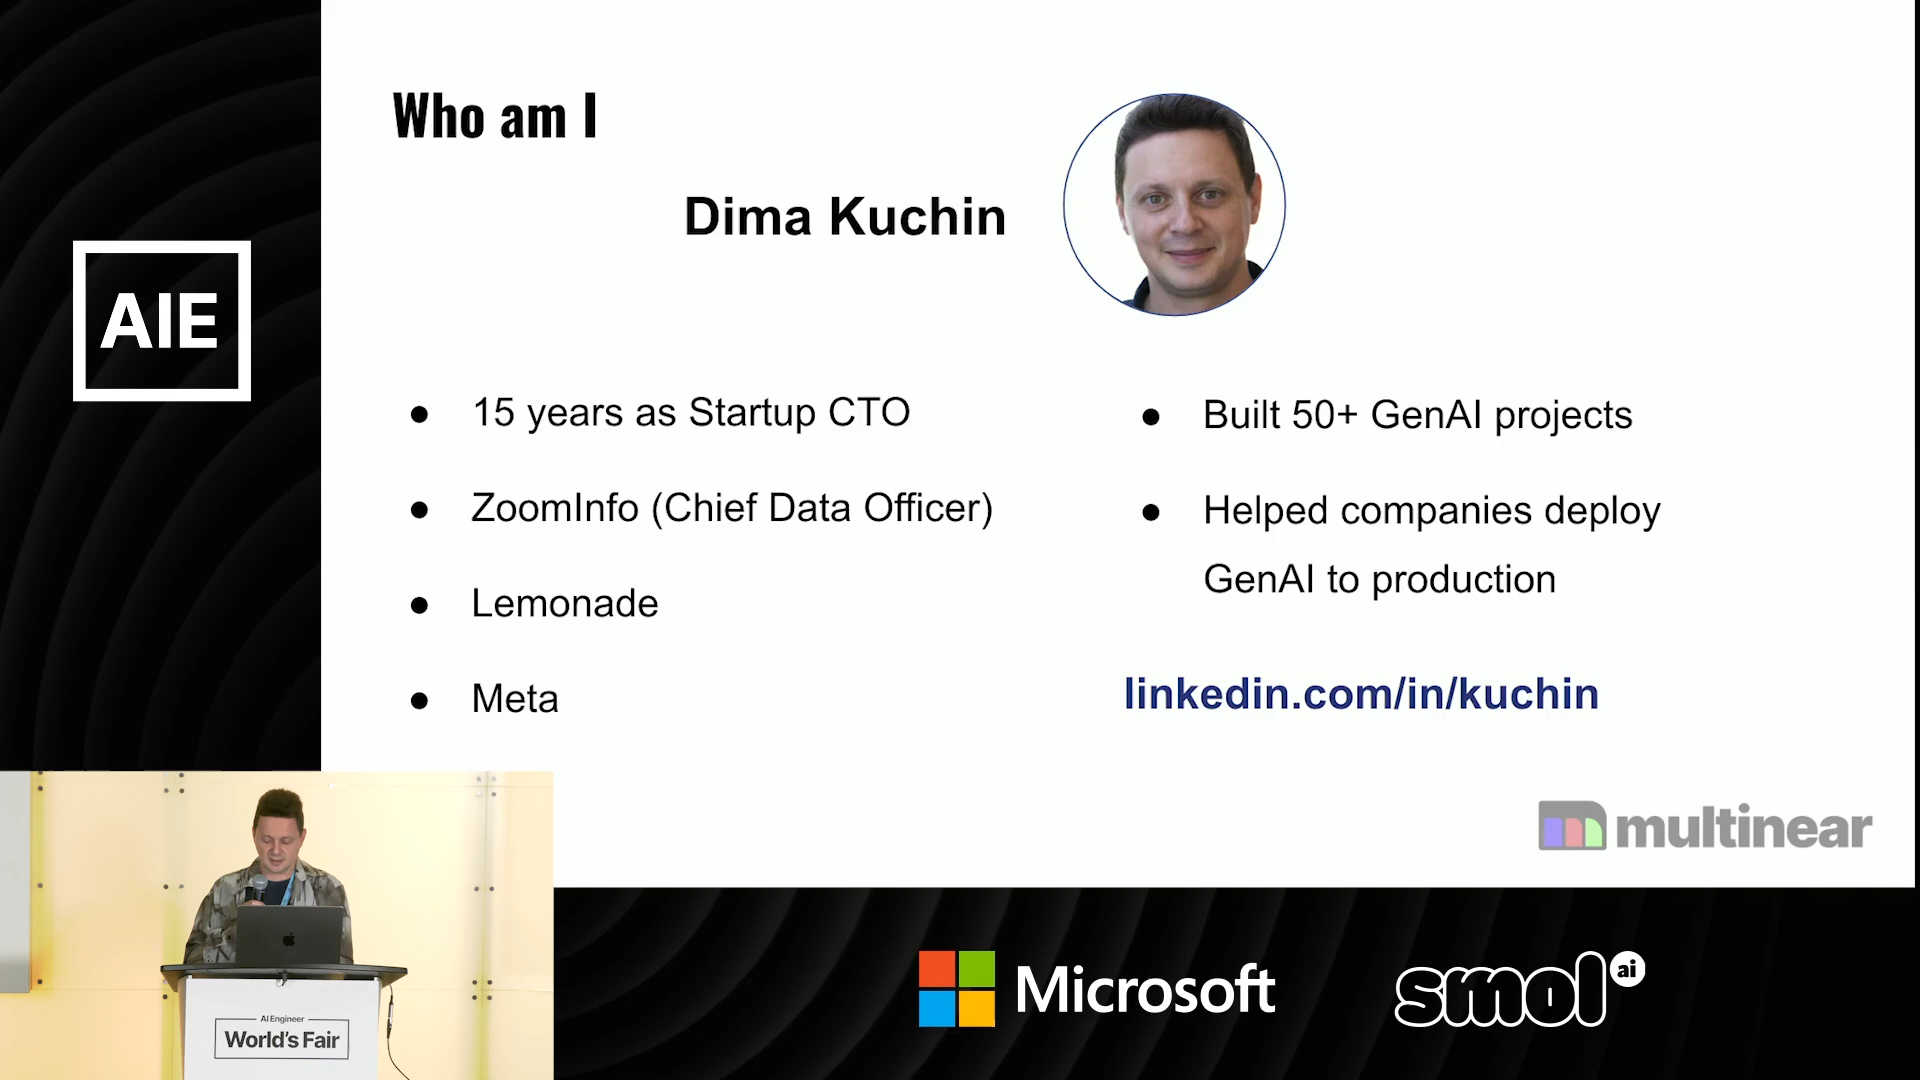 Who am I
Dima Kuchin
AIE
15 years as Startup CTO
ZoomInfo (Chief Data Officer)
Lemonade
Meta
Built 50+ GenAI projects
Helped companies deploy
GenAI to production
linkedin.com/in/kuchin
multinear
AI Engineer
World's Fair
Microsoft
smol ai